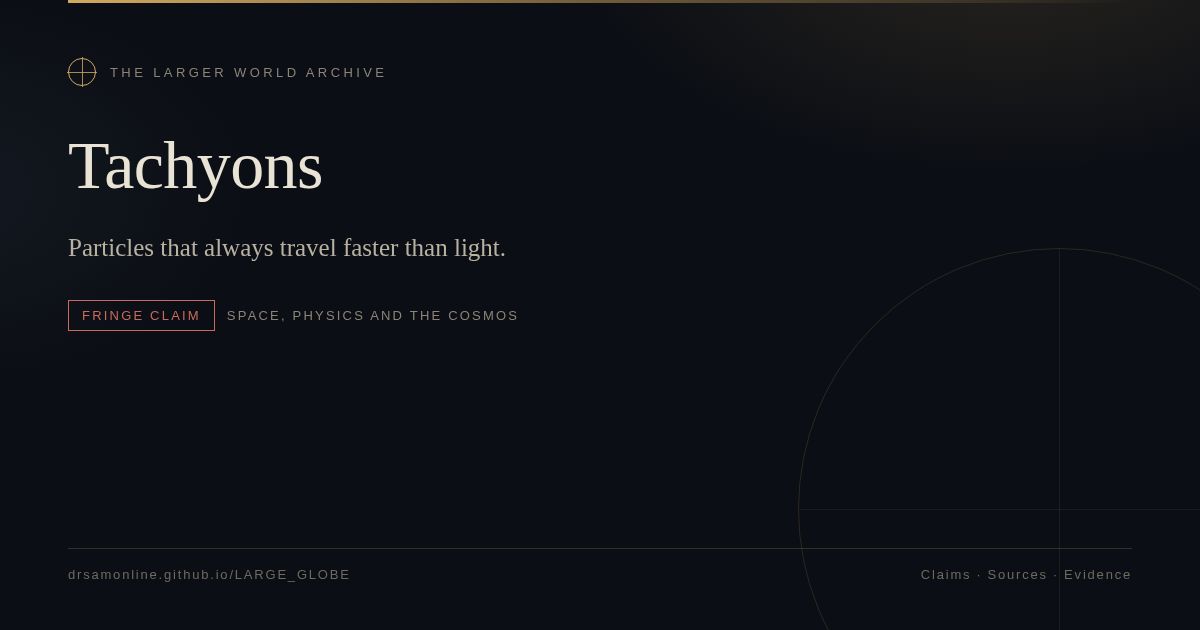 THE LARGER WORLD ARCHIVE
Tachyons
Particles that always travel faster than light.
FRINGE CLAIM SPACE, PHYSICS AND THE COSMOS
drsamonline.github.io/LARGE_GLOBE Claims · Sources · Evidence